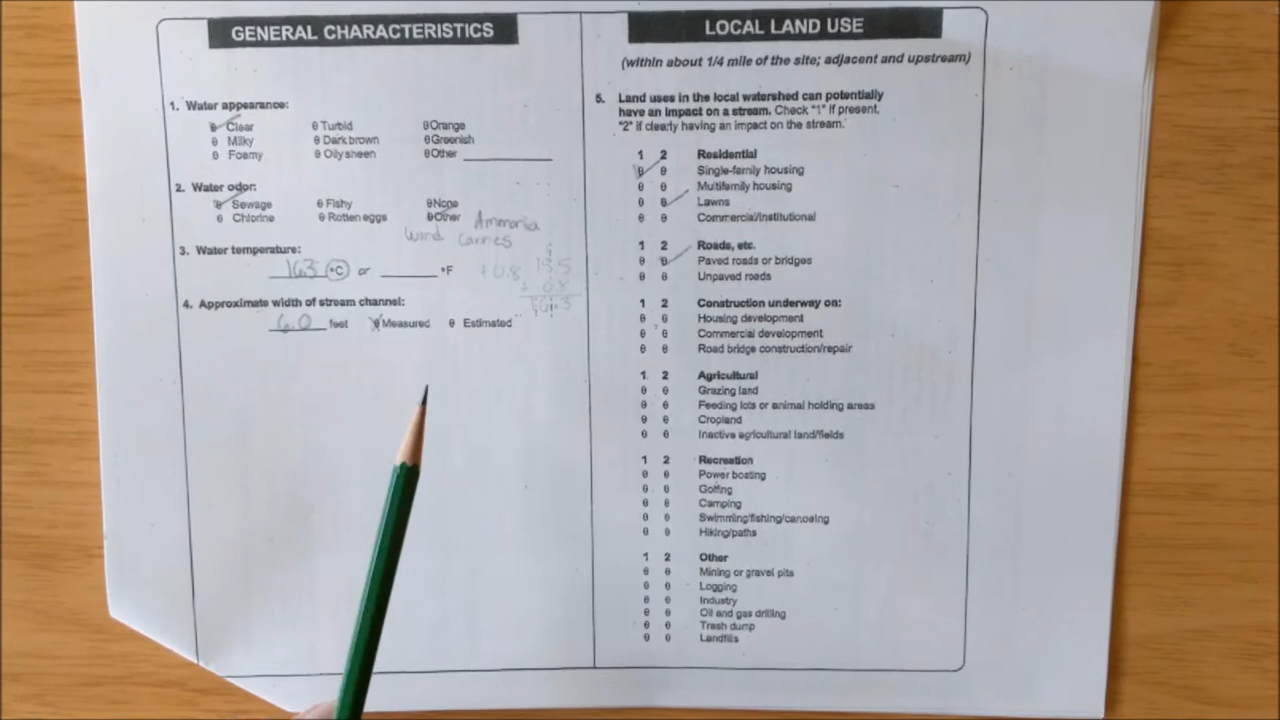 GENERAL CHARACTERISTICS
1. Water appearance:
θ Clear θ Turbid θ Orange
θ Milky θ Dark brown θ Greenish
θ Foamy θ Oily sheen θ Other ___________
2. Water odor:
θ Sewage θ Fishy θ None
θ Chlorine θ Rotten eggs θ Other Ammonia
Wind Carries
3. Water temperature:
16.3 °C or _______ °F
+0.8
15.5
+ 0.8
16.3
4. Approximate width of stream channel:
6.0 feet θ Measured θ Estimated
LOCAL LAND USE
(within about 1/4 mile of the site; adjacent and upstream)
5. Land uses in the local watershed can potentially
have an impact on a stream. Check "1" if present,
"2" if clearly having an impact on the stream.
1 2 Residential
θ θ Single-family housing
θ θ Multifamily housing
θ θ Lawns
θ θ Commercial/institutional
1 2 Roads, etc.
θ θ Paved roads or bridges
θ θ Unpaved roads
1 2 Construction underway on:
θ θ Housing development
θ θ Commercial development
θ θ Road bridge construction/repair
1 2 Agricultural
θ θ Grazing land
θ θ Feeding lots or animal holding areas
θ θ Cropland
θ θ Inactive agricultural land/fields
1 2 Recreation
θ θ Power boating
θ θ Golfing
θ θ Camping
θ θ Swimming/fishing/canoeing
θ θ Hiking/paths
1 2 Other
θ θ Mining or gravel pits
θ θ Logging
θ θ Industry
θ θ Oil and gas drilling
θ θ Trash dump
θ θ Landfills